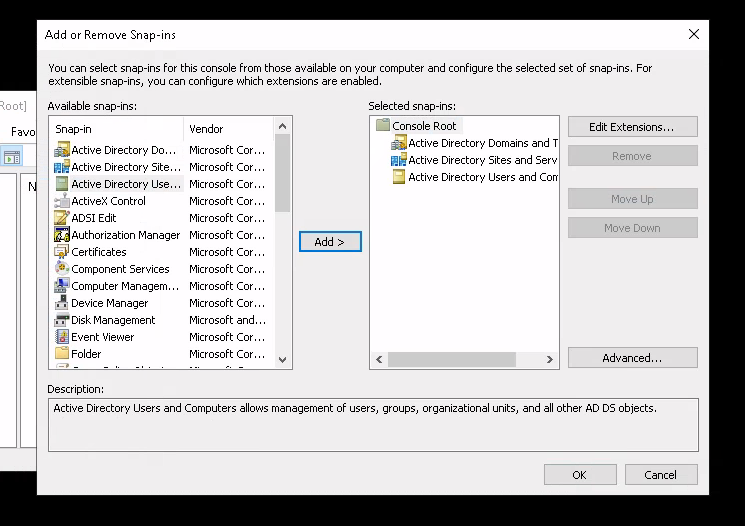 Add or Remove Snap-ins
You can select snap-ins for this console from those available on your computer and configure the selected set of snap-ins. For
extensible snap-ins, you can configure which extensions are enabled.
Root]
Favo
N
Available snap-ins:
Snap-in Vendor
Active Directory Do... Microsoft Cor...
Active Directory Site... Microsoft Cor...
Active Directory Use... Microsoft Cor...
ActiveX Control Microsoft Cor...
ADSI Edit Microsoft Cor...
Authorization Manager Microsoft Cor...
Certificates Microsoft Cor...
Component Services Microsoft Cor...
Computer Managem... Microsoft Cor...
Device Manager Microsoft Cor...
Disk Management Microsoft and...
Event Viewer Microsoft Cor...
Folder Microsoft Cor...
Add >
Selected snap-ins:
Console Root
Active Directory Domains and T
Active Directory Sites and Serv
Active Directory Users and Com
Edit Extensions...
Remove
Move Up
Move Down
Advanced...
Description:
Active Directory Users and Computers allows management of users, groups, organizational units, and all other AD DS objects.
OK
Cancel